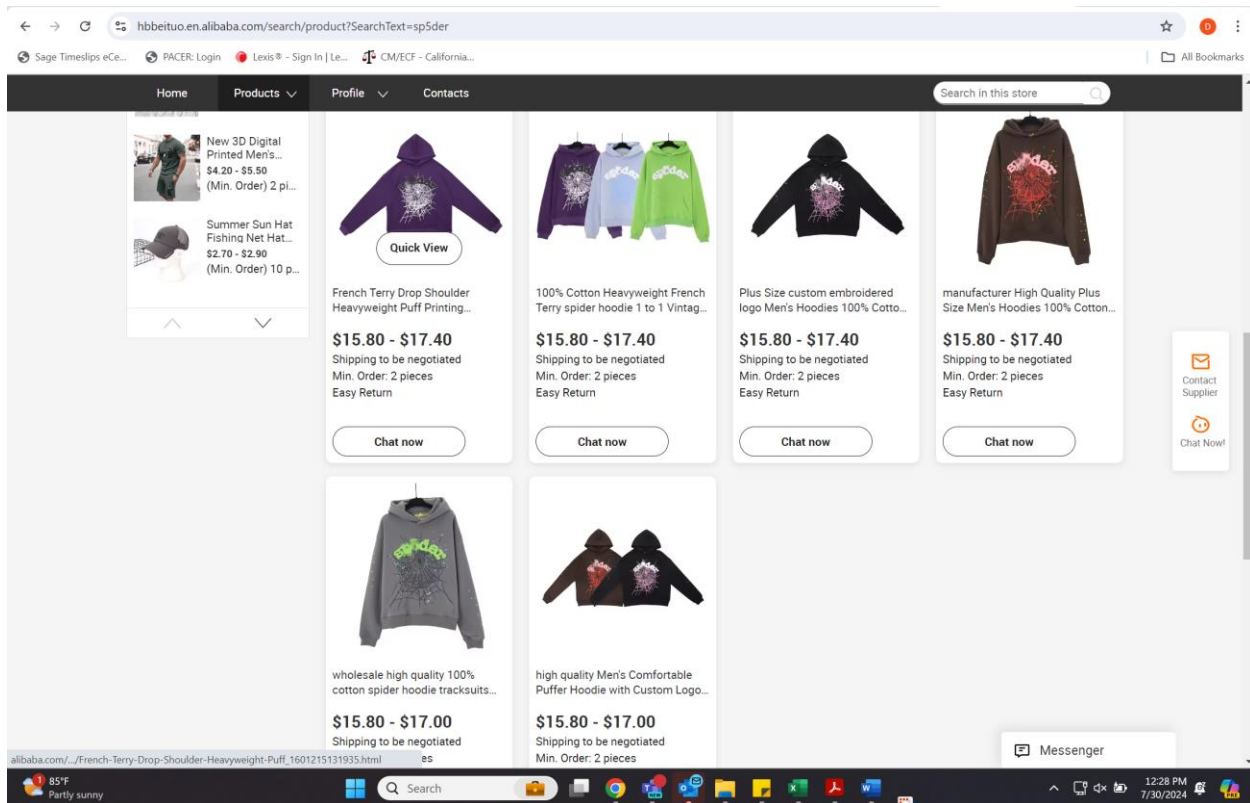 hbbeituo.en.alibaba.com/search/product?SearchText=sp5der
D
Sage Timeslips eCe...
PACER: Login
Lexis® - Sign In | Le...
CM/ECF - California...
All Bookmarks
Home
Products
Profile
Contacts
Search in this store
New 3D Digital
Printed Men's...
$4.20 - $5.50
(Min. Order) 2 pi...
Summer Sun Hat
Fishing Net Hat...
$2.70 - $2.90
(Min. Order) 10 p...
Quick View
French Terry Drop Shoulder
Heavyweight Puff Printing...
$15.80 - $17.40
Shipping to be negotiated
Min. Order: 2 pieces
Easy Return
Chat now
100% Cotton Heavyweight French
Terry spider hoodie 1 to 1 Vintag...
$15.80 - $17.40
Shipping to be negotiated
Min. Order: 2 pieces
Easy Return
Chat now
Plus Size custom embroidered
logo Men's Hoodies 100% Cotto...
$15.80 - $17.40
Shipping to be negotiated
Min. Order: 2 pieces
Easy Return
Chat now
manufacturer High Quality Plus
Size Men's Hoodies 100% Cotton...
$15.80 - $17.40
Shipping to be negotiated
Min. Order: 2 pieces
Easy Return
Chat now
Contact
Supplier
Chat Now!
wholesale high quality 100%
cotton spider hoodie tracksuits...
$15.80 - $17.00
Shipping to be negotiated
es
high quality Men's Comfortable
Puffer Hoodie with Custom Logo...
$15.80 - $17.00
Shipping to be negotiated
Min. Order: 2 pieces
Messenger
alibaba.com/.../French-Terry-Drop-Shoulder-Heavyweight-Puff_1601215131935.html
1
85°F
Partly sunny
Search
12:28 PM
7/30/2024